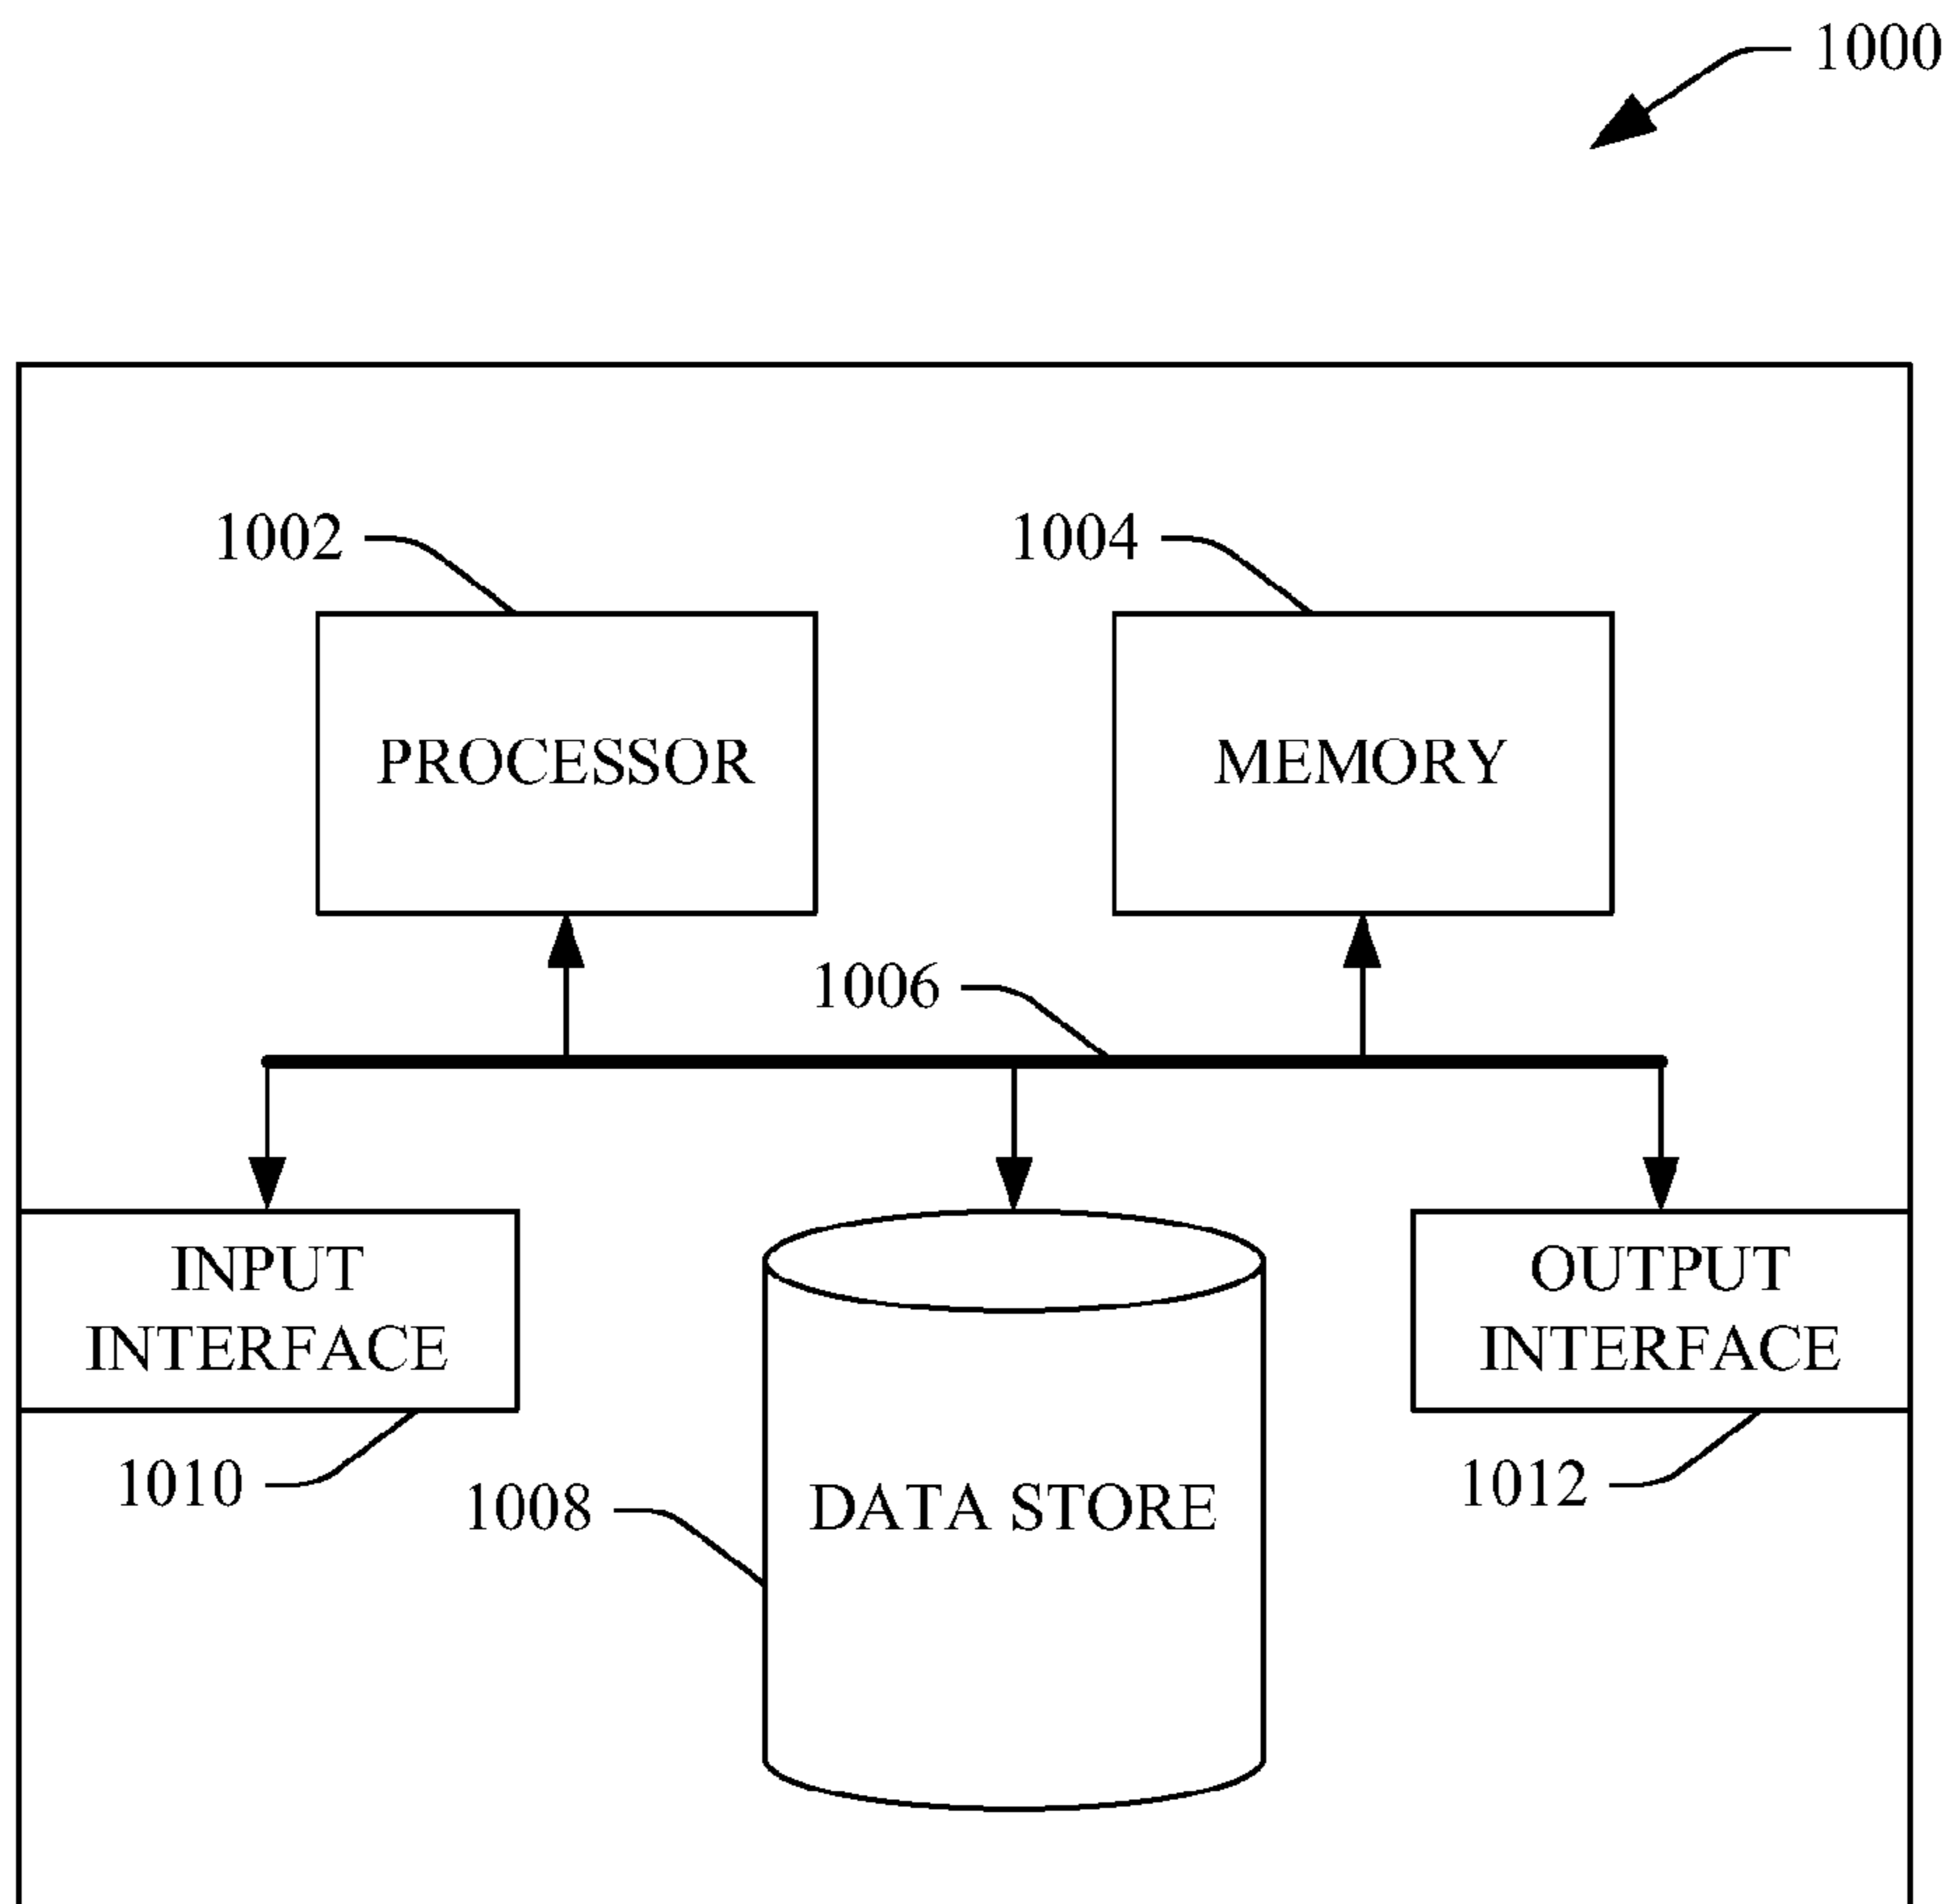 1000
1002
1004
PROCESSOR
MEMORY
1006
INPUT
INTERFACE
OUTPUT
INTERFACE
1010
1008
DATA STORE
1012